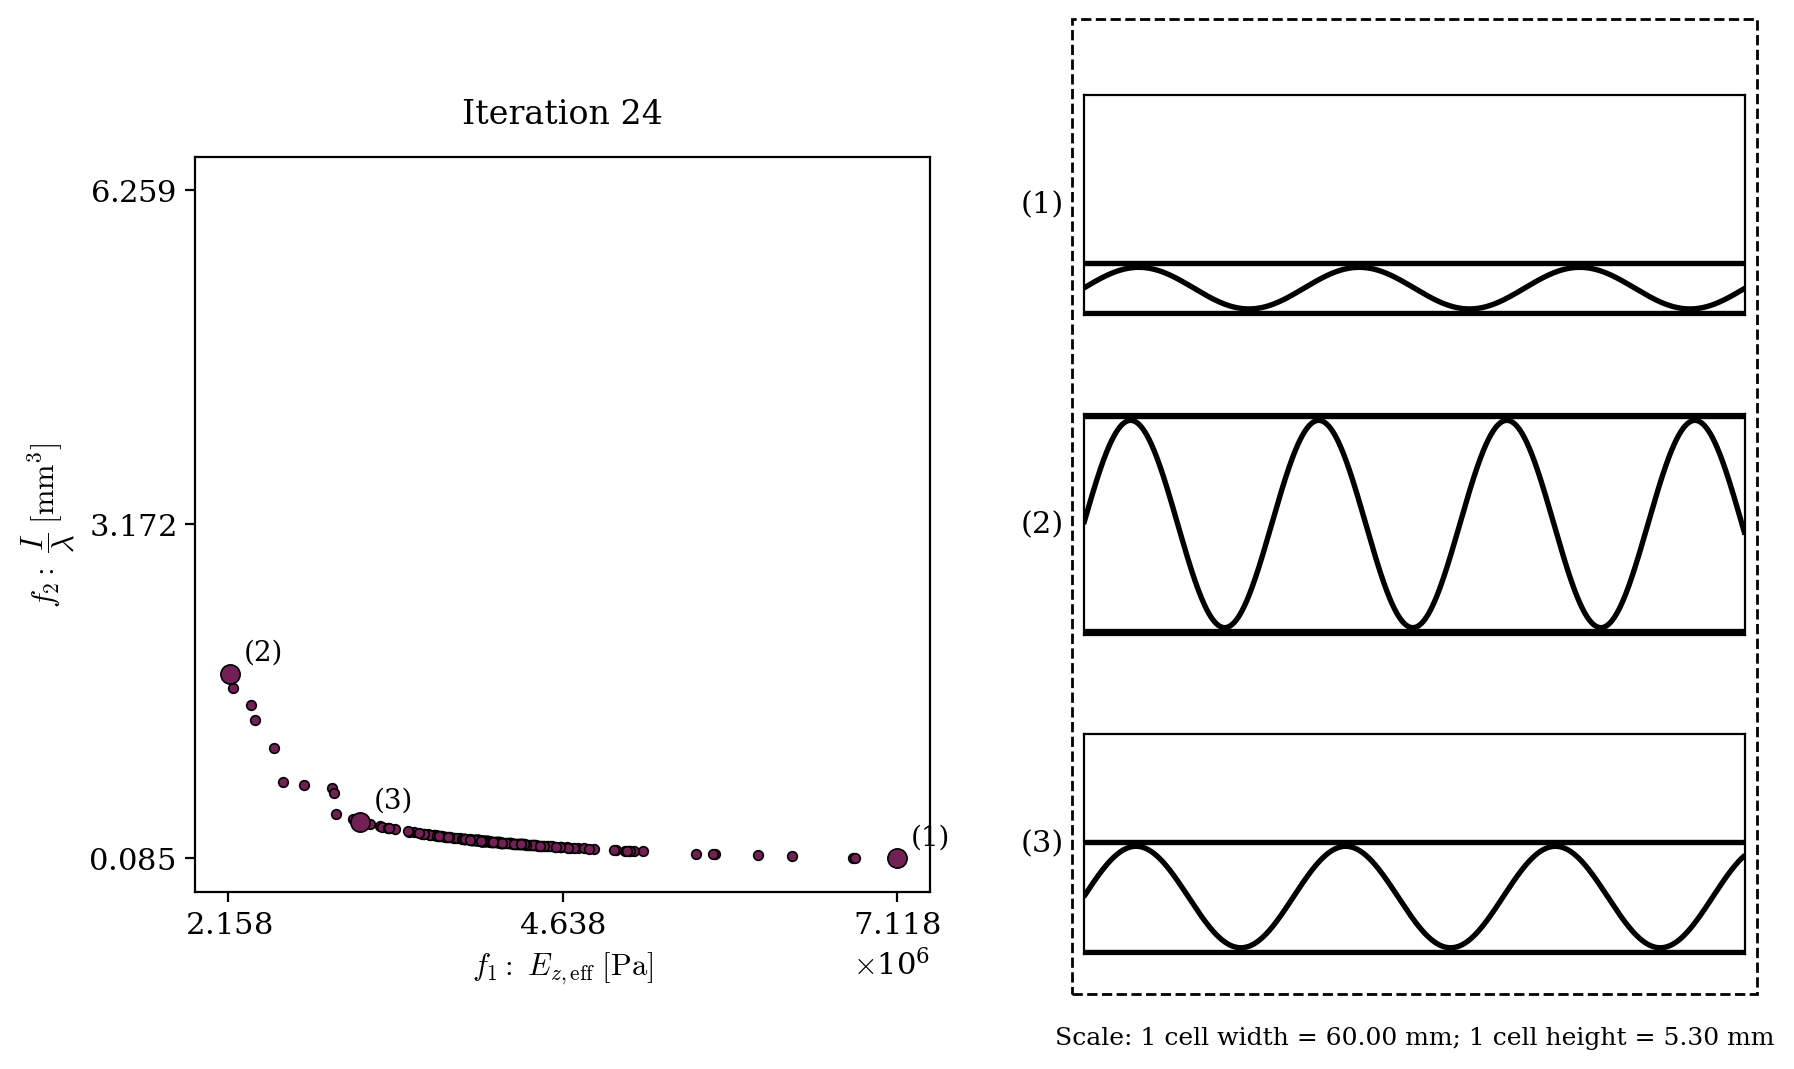 Iteration 24
6.259
3.172
0.085
f₂ : I/λ [mm³]
(2)
(3)
(1)
2.158 4.638 7.118
×10⁶
f₁ : E_z,eff [Pa]
(1)
(2)
(3)
Scale: 1 cell width = 60.00 mm; 1 cell height = 5.30 mm